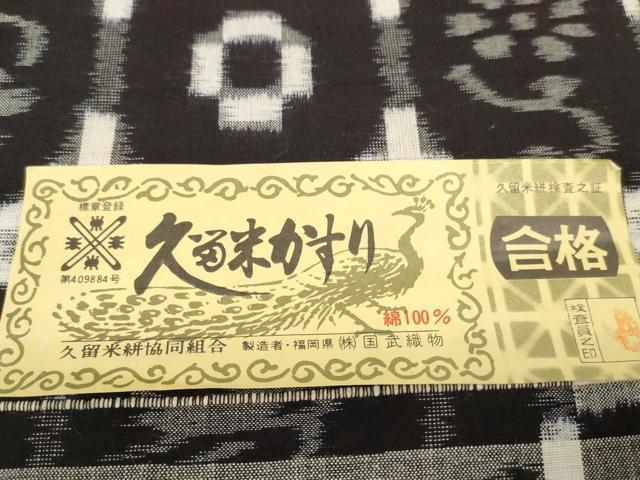 標章登録
第409884号
久留米かすり
綿100%
久留米絣協同組合 製造者・福岡県(株)国武織物
久留米絣検査之証
合格
検査員之印